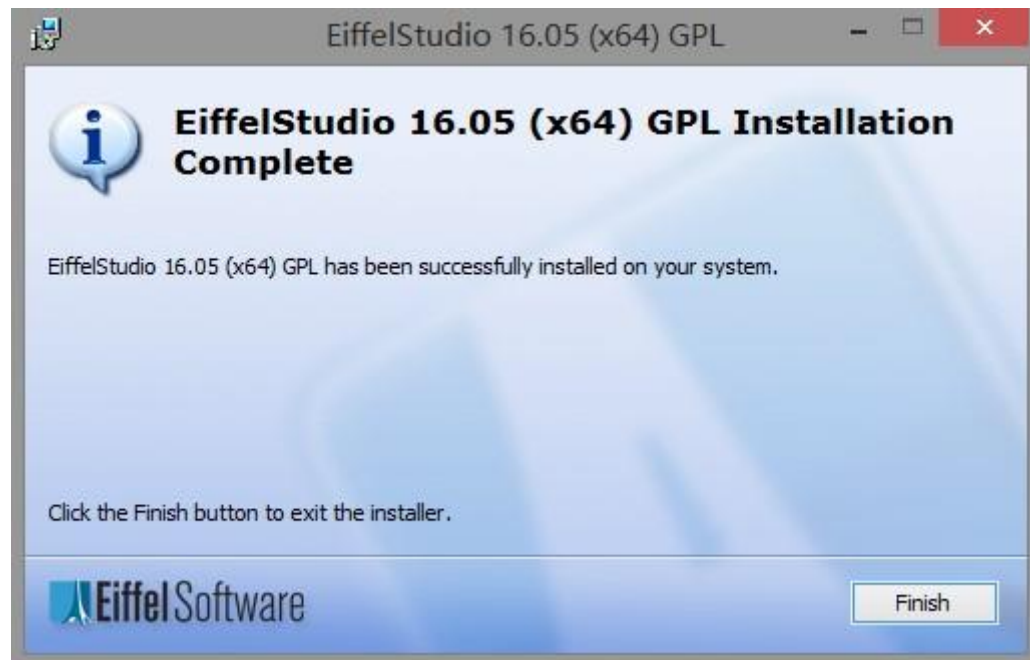 EiffelStudio 16.05 (x64) GPL
EiffelStudio 16.05 (x64) GPL Installation
Complete
EiffelStudio 16.05 (x64) GPL has been successfully installed on your system.
Click the Finish button to exit the installer.
Eiffel Software
Finish